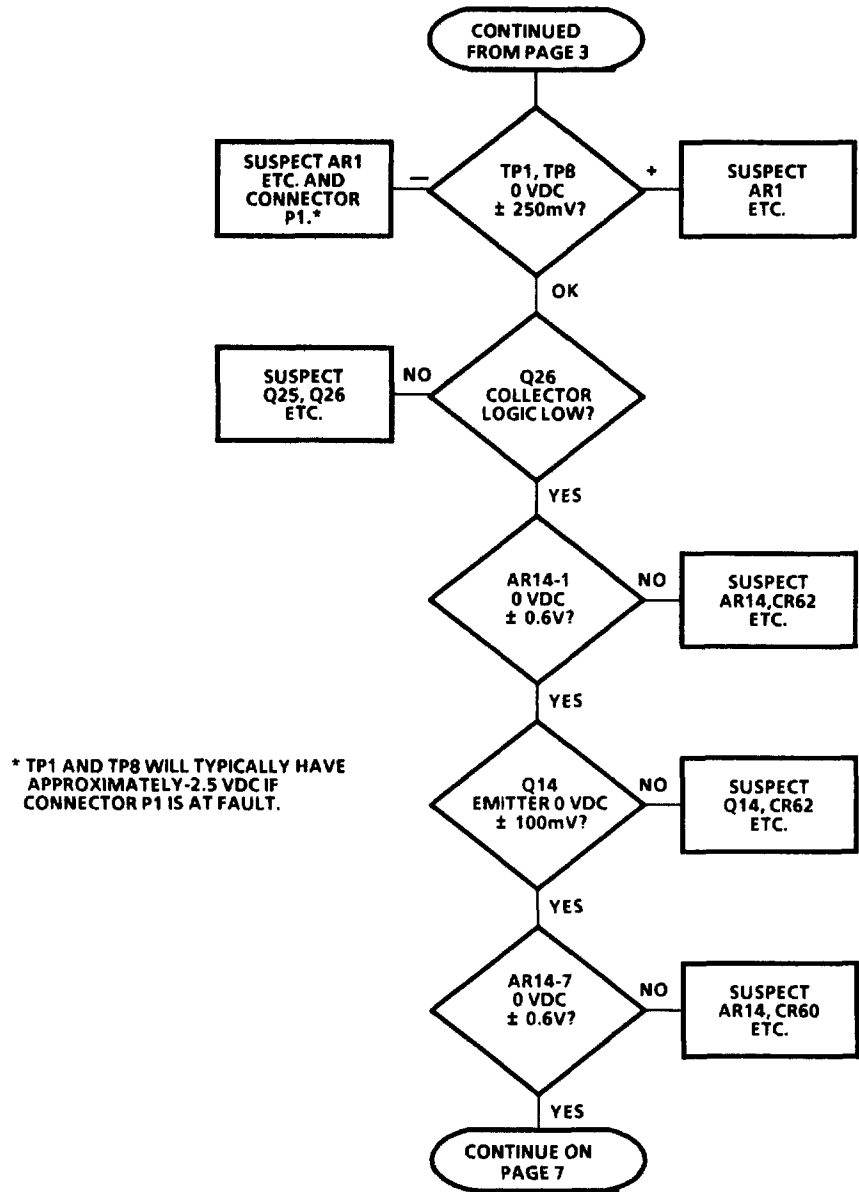 CONTINUED
FROM PAGE 3
SUSPECT AR1
ETC. AND
CONNECTOR
P1.*
—
TP1, TP8
0 VDC
± 250mV?
+
SUSPECT
AR1
ETC.
OK
SUSPECT
Q25, Q26
ETC.
NO
Q26
COLLECTOR
LOGIC LOW?
YES
AR14-1
0 VDC
± 0.6V?
NO
SUSPECT
AR14,CR62
ETC.
YES
* TP1 AND TP8 WILL TYPICALLY HAVE
APPROXIMATELY-2.5 VDC IF
CONNECTOR P1 IS AT FAULT.
Q14
EMITTER 0 VDC
± 100mV?
NO
SUSPECT
Q14, CR62
ETC.
YES
AR14-7
0 VDC
± 0.6V?
NO
SUSPECT
AR14, CR60
ETC.
YES
CONTINUE ON
PAGE 7